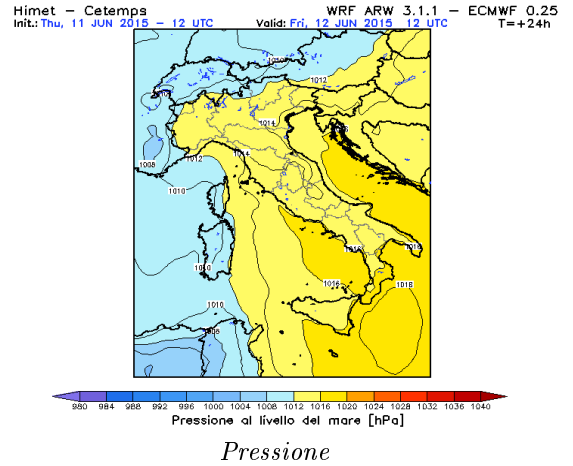 Himet – Cetemps WRF ARW 3.1.1 – ECMWF 0.25
Init.: Thu, 11 JUN 2015 – 12 UTC Valid: Fri, 12 JUN 2015 12 UTC T=+24h
1012
1014
1014
1012
1008
1010
1016
1016
1010
1016
1018
1010
980 984 988 992 996 1000 1004 1008 1012 1016 1020 1024 1028 1032 1036 1040
Pressione al livello del mare [hPa]
Pressione